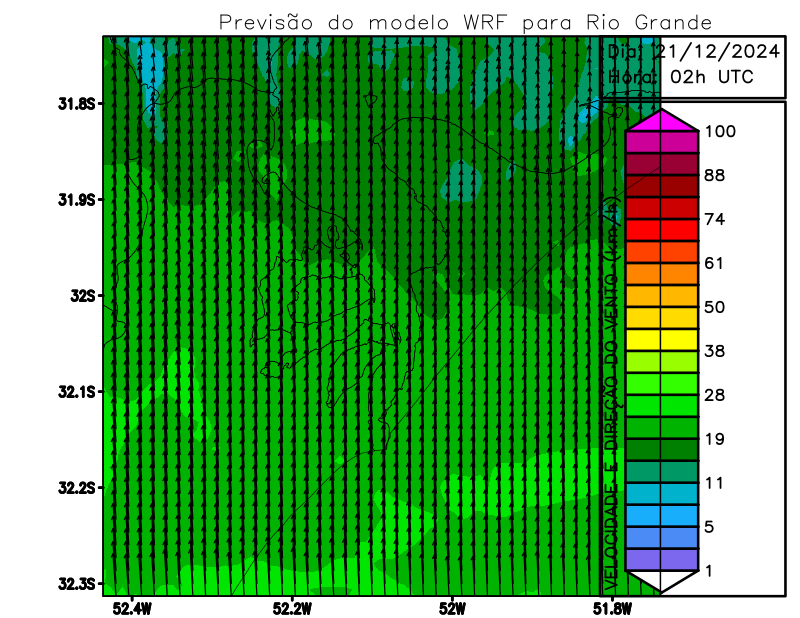 Previsão do modelo WRF para Rio Grande
Dia: 21/12/2024
Hora: 02h UTC
31.8S
31.9S
32S
32.1S
32.2S
32.3S
52.4W
52.2W
52W
51.8W
VELOCIDADE E DIREÇÃO DO VENTO (km/h)
100
88
74
61
50
38
28
19
11
5
1